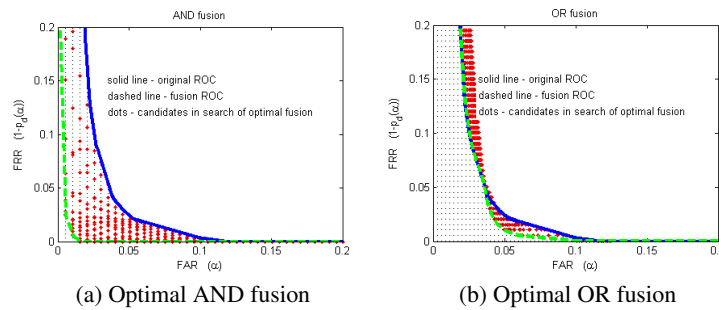 AND fusion
0.2
0.15
0.1
0.05
0
FRR (1-p_d(α))
solid line - original ROC
dashed line - fusion ROC
dots - candidates in search of optimal fusion
0 0.05 0.1 0.15 0.2
FAR (α)
(a) Optimal AND fusion
OR fusion
0.2
0.15
0.1
0.05
0
FRR (1-p_d(α))
solid line - original ROC
dashed line - fusion ROC
dots - candidates in search of optimal fusion
0 0.05 0.1 0.15
FAR (α)
(b) Optimal OR fusion